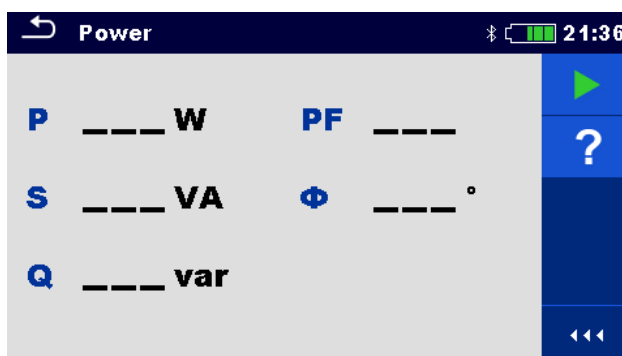 Power 21:36
P ___ W PF ___
?
S ___ VA Φ ___°
Q ___ var